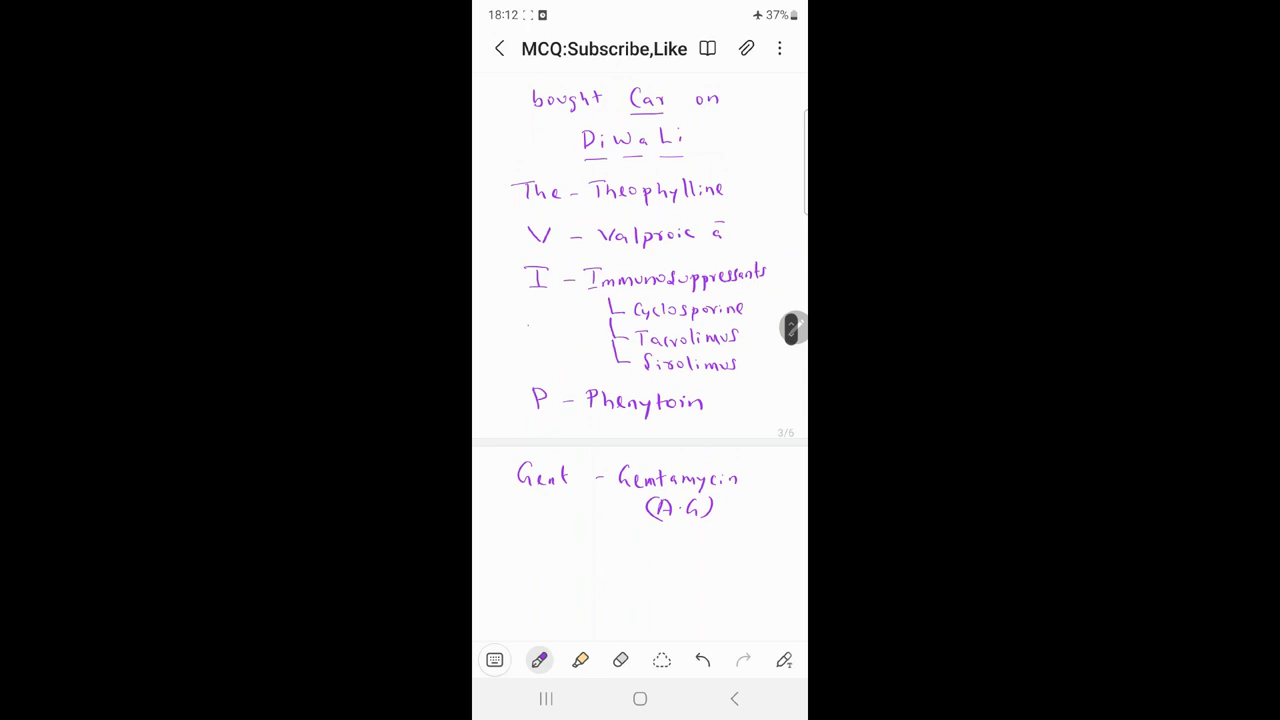 18:12 37%
MCQ:Subscribe,Like
bought Car on
DiWaLi
The - Theophylline
V - Valproic a
I - Immunosuppressants
Cyclosporine
Tacrolimus
Sirolimus
P - Phenytoin
3/6
Gent - Gentamycin
(A.G)